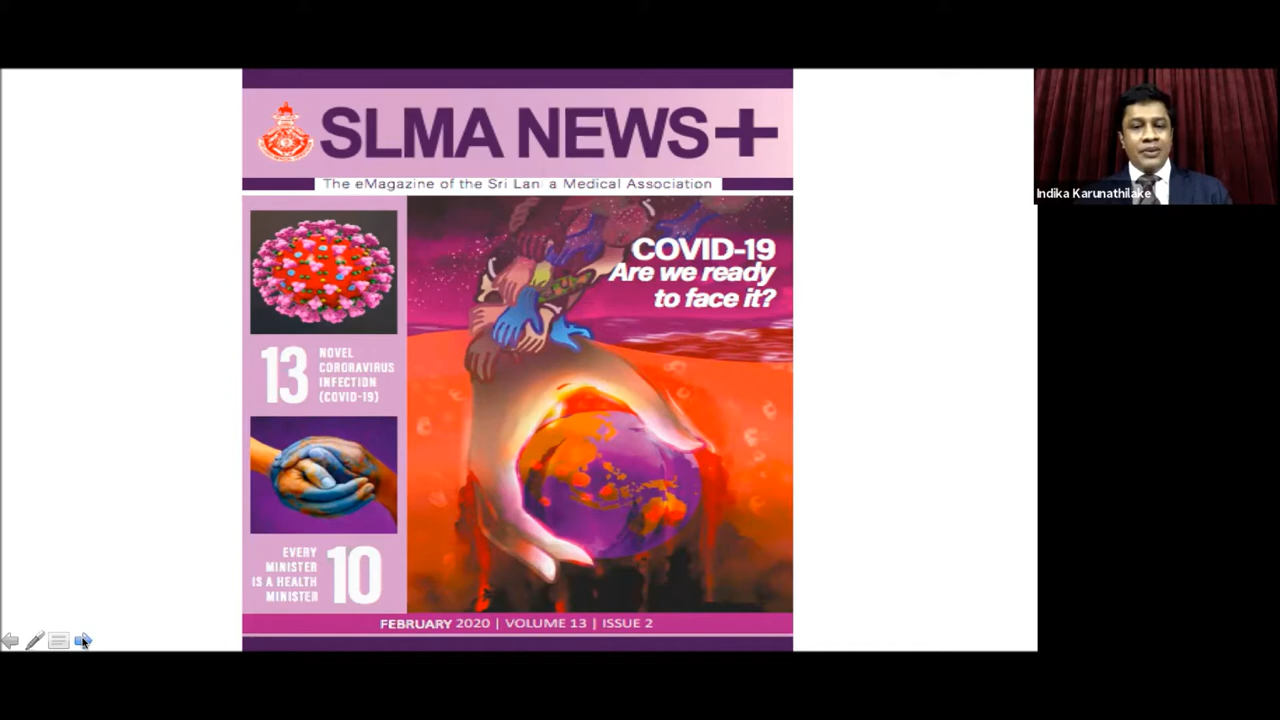 SLMA NEWS+
The eMagazine of the Sri Lan a Medical Association
COVID-19
Are we ready
to face it?
13
NOVEL
CORORAVIRUS
INFECTION
(COVID-19)
EVERY
MINISTER
IS A HEALTH
MINISTER
10
FEBRUARY 2020 | VOLUME 13 | ISSUE 2
Indika Karunathilake